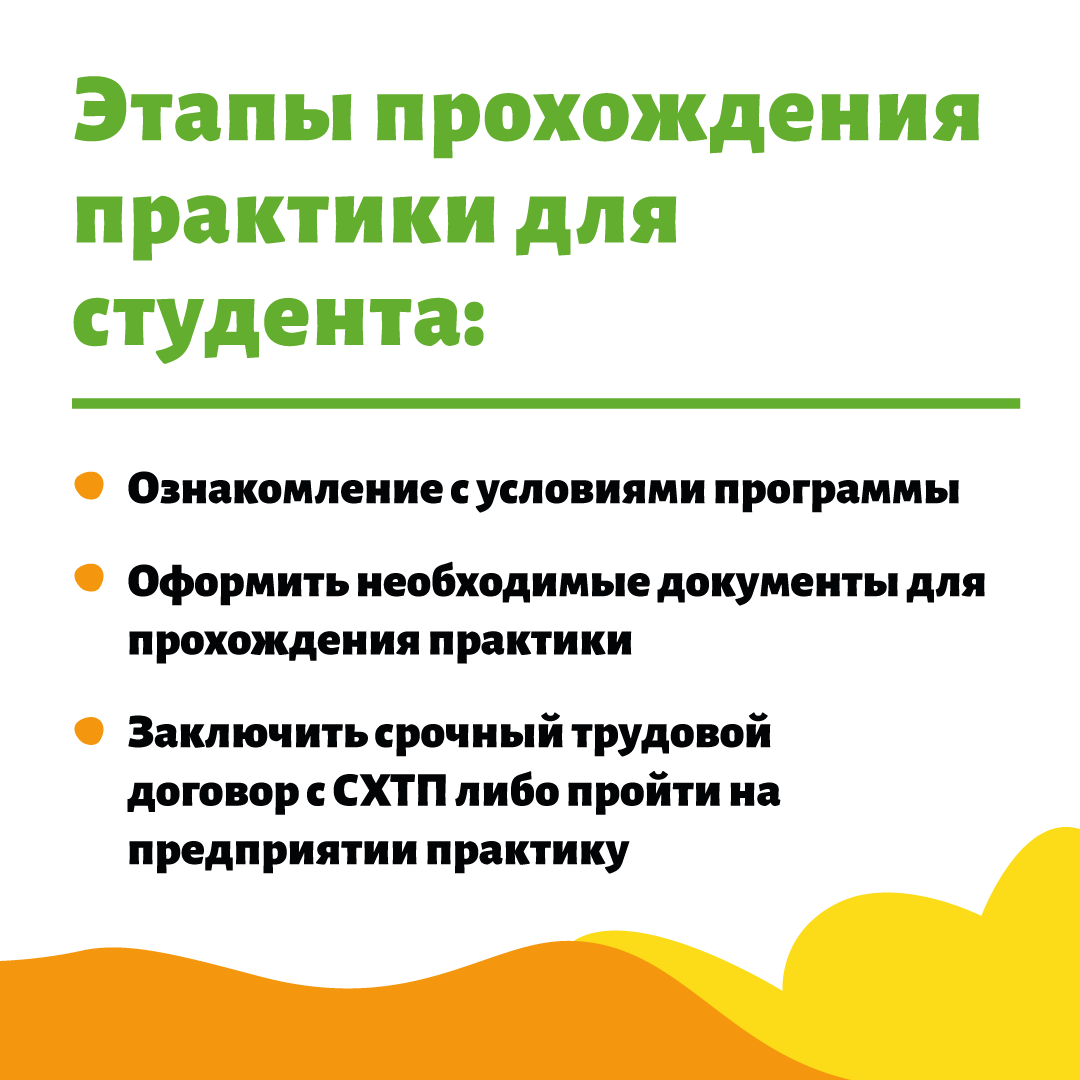 Этапы прохождения
практики для
студента:
Ознакомление с условиями программы
Оформить необходимые документы для
прохождения практики
Заключить срочный трудовой
договор с СХТП либо пройти на
предприятии практику